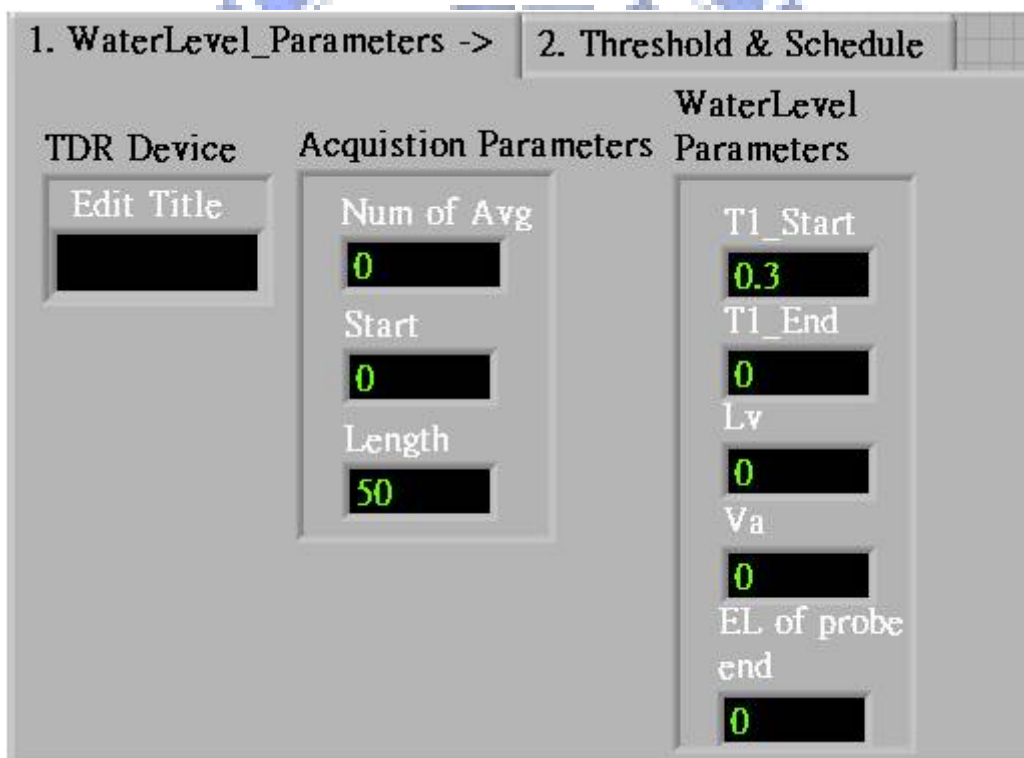 1. WaterLevel_Parameters ->
2. Threshold & Schedule
TDR Device
Edit Title
Acquistion Parameters
Num of Avg
0
Start
0
Length
50
WaterLevel
Parameters
T1_Start
0.3
T1_End
0
Lv
0
Va
0
EL of probe
end
0